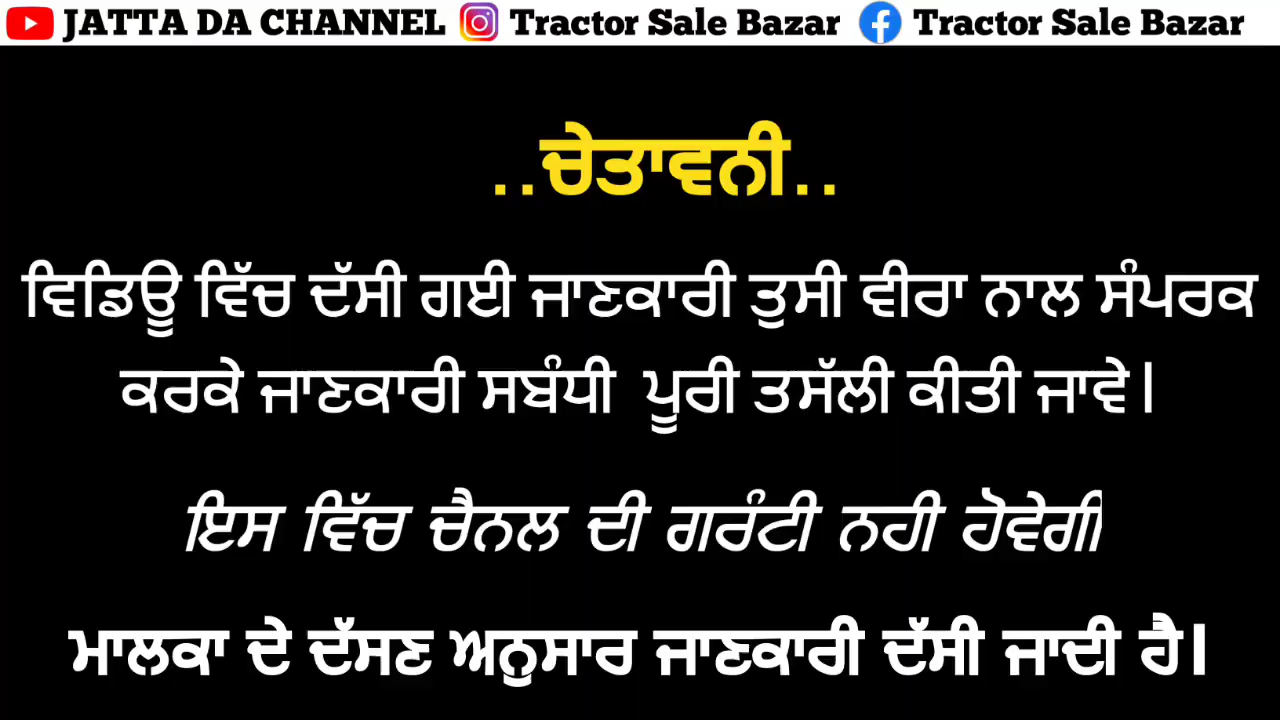 JATTA DA CHANNEL Tractor Sale Bazar Tractor Sale Bazar
..ਚੇਤਾਵਨੀ..
ਵਿਡਿਊ ਵਿੱਚ ਦੱਸੀ ਗਈ ਜਾਣਕਾਰੀ ਤੁਸੀ ਵੀਰਾ ਨਾਲ ਸੰਪਰਕ
ਕਰਕੇ ਜਾਣਕਾਰੀ ਸਬੰਧੀ ਪੂਰੀ ਤਸੱਲੀ ਕੀਤੀ ਜਾਵੇ।
ਇਸ ਵਿੱਚ ਚੈਨਲ ਦੀ ਗਰੰਟੀ ਨਹੀ ਹੋਵੇਗੀ
ਮਾਲਕਾ ਦੇ ਦੱਸਣ ਅਨੁਸਾਰ ਜਾਣਕਾਰੀ ਦੱਸੀ ਜਾਦੀ ਹੈ।